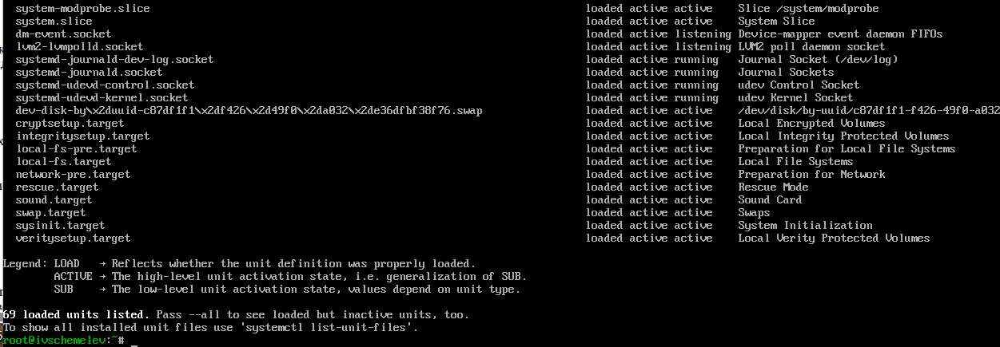 system-modprobe.slice loaded active active Slice /system/modprobe
system.slice loaded active active System Slice
dm-event.socket loaded active listening Device-mapper event daemon FIFOs
lvm2-lvmpolld.socket loaded active listening LVM2 poll daemon socket
systemd-journald-dev-log.socket loaded active running Journal Socket (/dev/log)
systemd-journald.socket loaded active running Journal Sockets
systemd-udevd-control.socket loaded active running udev Control Socket
systemd-udevd-kernel.socket loaded active running udev Kernel Socket
dev-disk-by\x2duuid-c87df1f1\x2df426\x2d49f0\x2da032\x2de36dfbf38f76.swap loaded active active /dev/disk/by-uuid/c87df1f1-f426-49f0-a032
cryptsetup.target loaded active active Local Encrypted Volumes
integritysetup.target loaded active active Local Integrity Protected Volumes
local-fs-pre.target loaded active active Preparation for Local File Systems
local-fs.target loaded active active Local File Systems
network-pre.target loaded active active Preparation for Network
rescue.target loaded active active Rescue Mode
sound.target loaded active active Sound Card
swap.target loaded active active Swaps
sysinit.target loaded active active System Initialization
veritysetup.target loaded active active Local Verity Protected Volumes
Legend: LOAD → Reflects whether the unit definition was properly loaded.
ACTIVE → The high-level unit activation state, i.e. generalization of SUB.
SUB → The low-level unit activation state, values depend on unit type.
69 loaded units listed. Pass --all to see loaded but inactive units, too.
To show all installed unit files use 'systemctl list-unit-files'.
root@ivschemelev:~# _